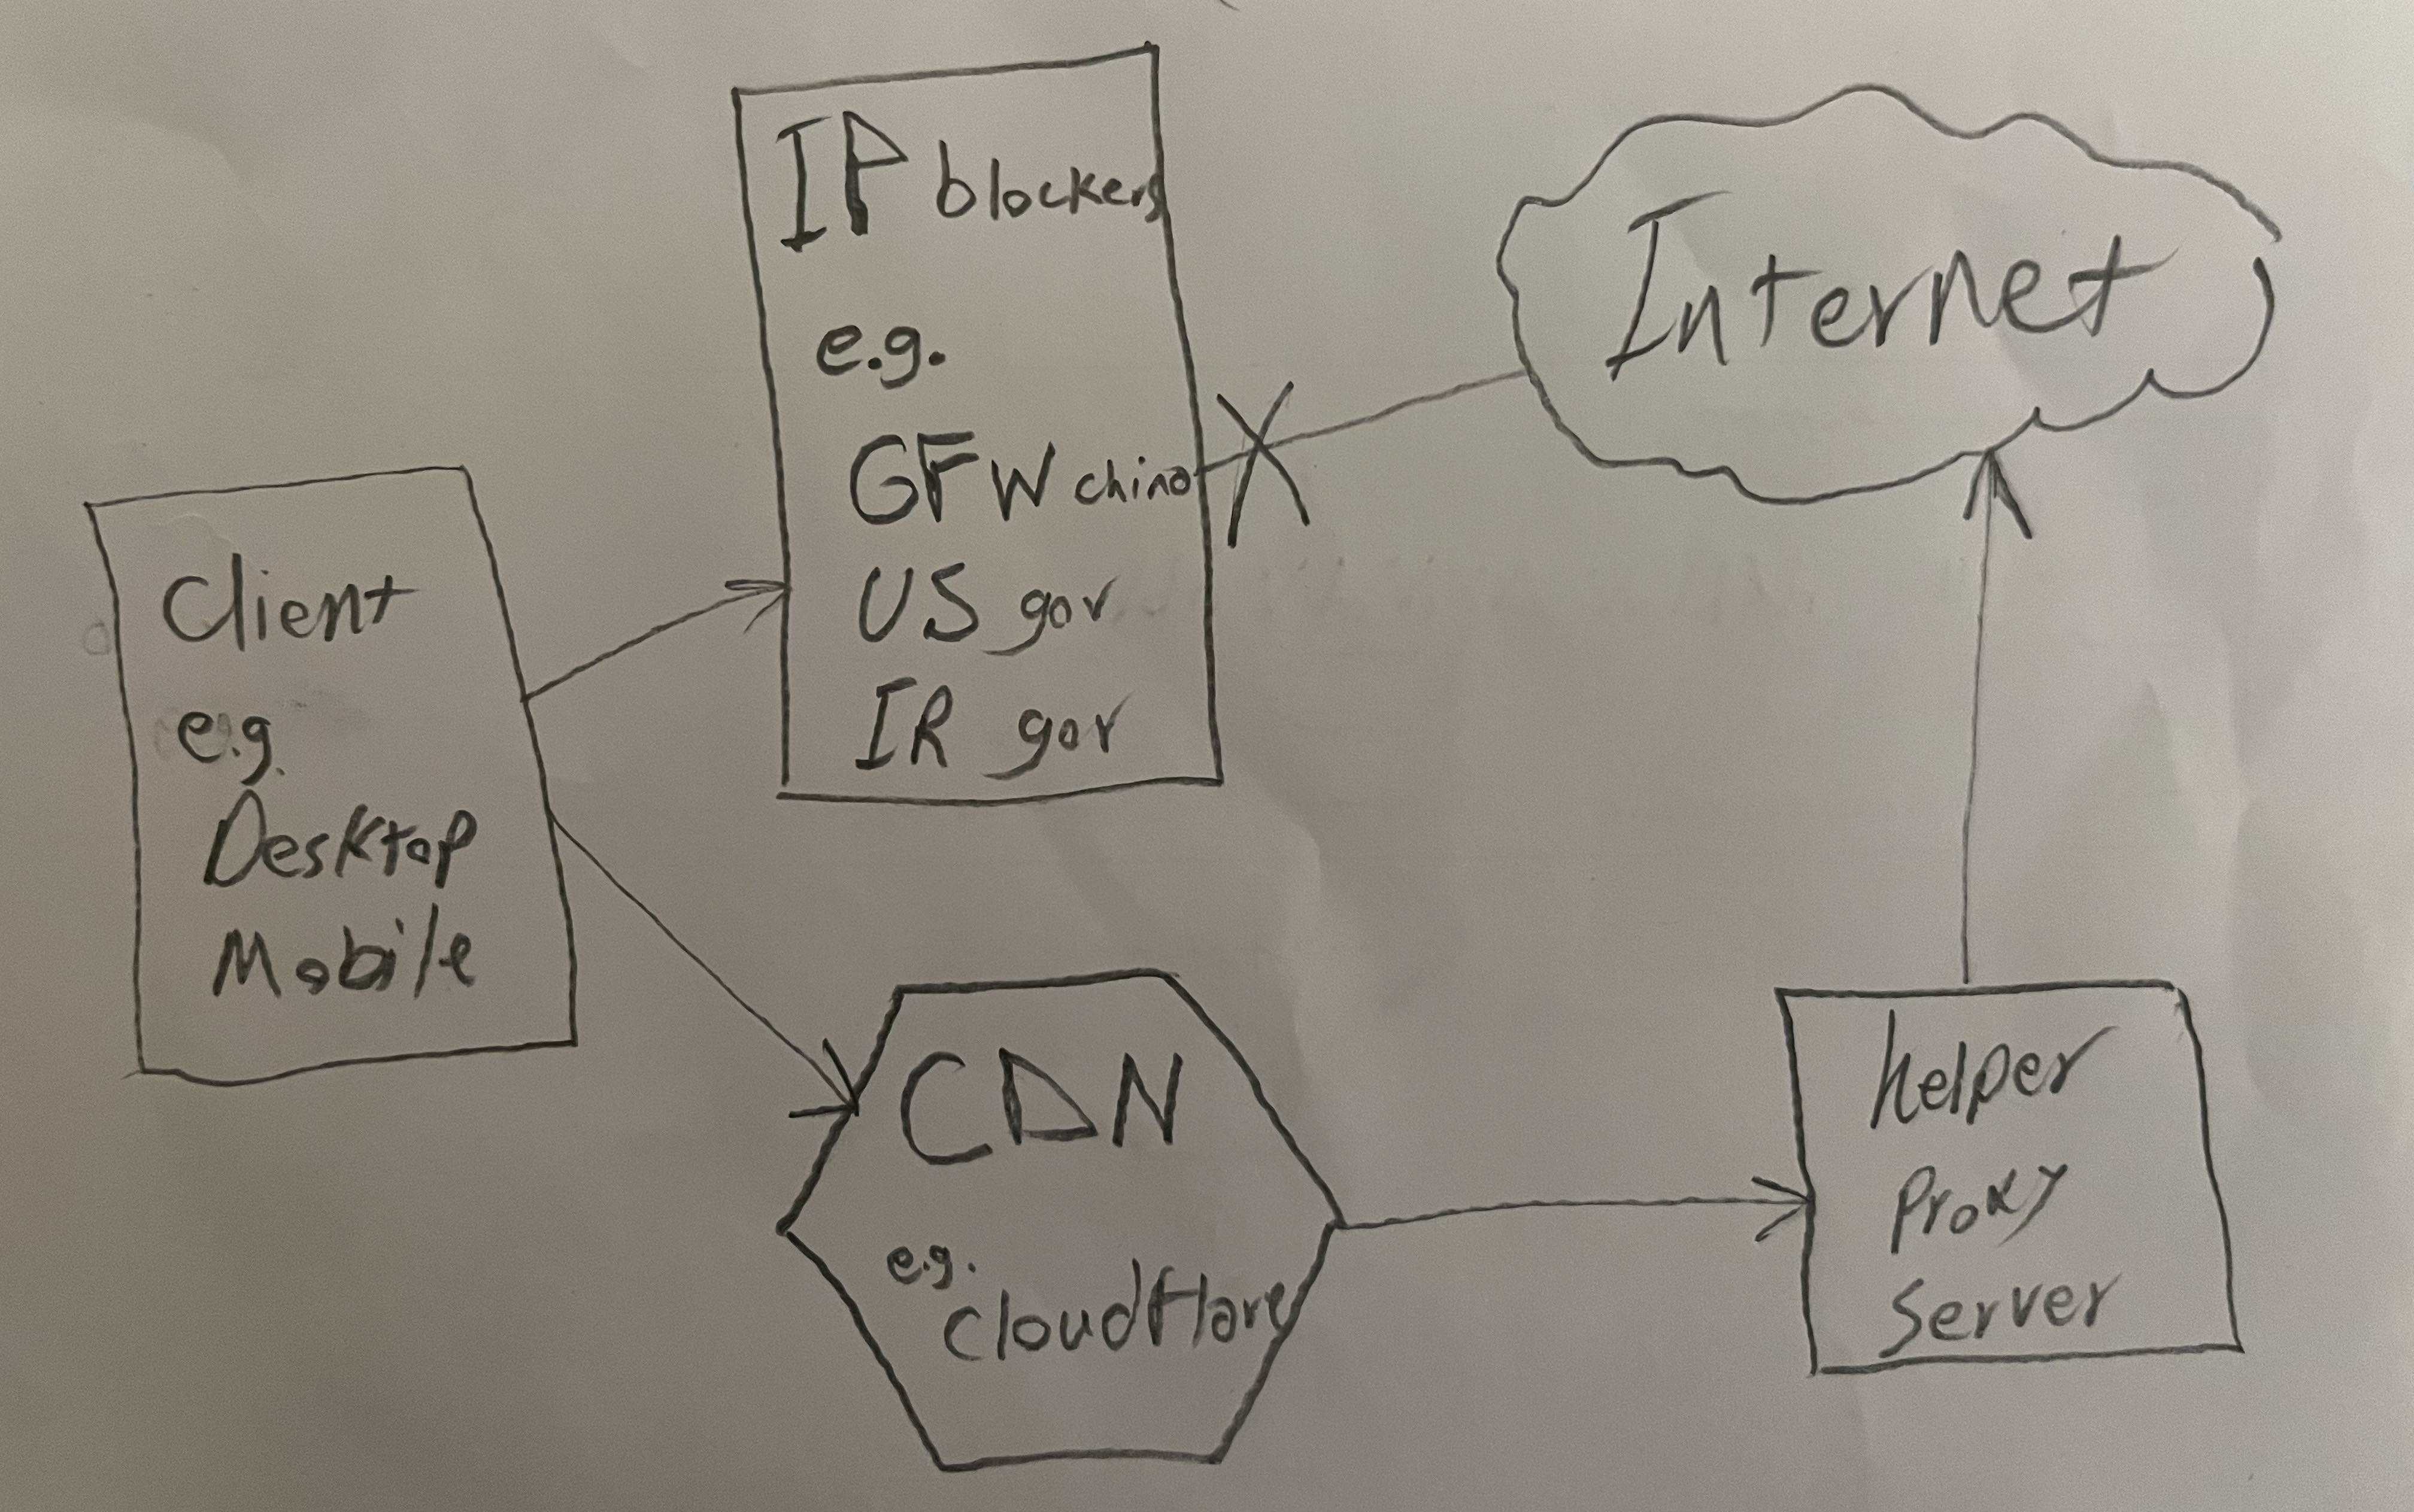 IP blockers
e.g.
GFW china
US gov
IR gov
Internet
Client
e.g.
Desktop
Mobile
CDN
e.g.
cloudflare
helper
Proxy
Server